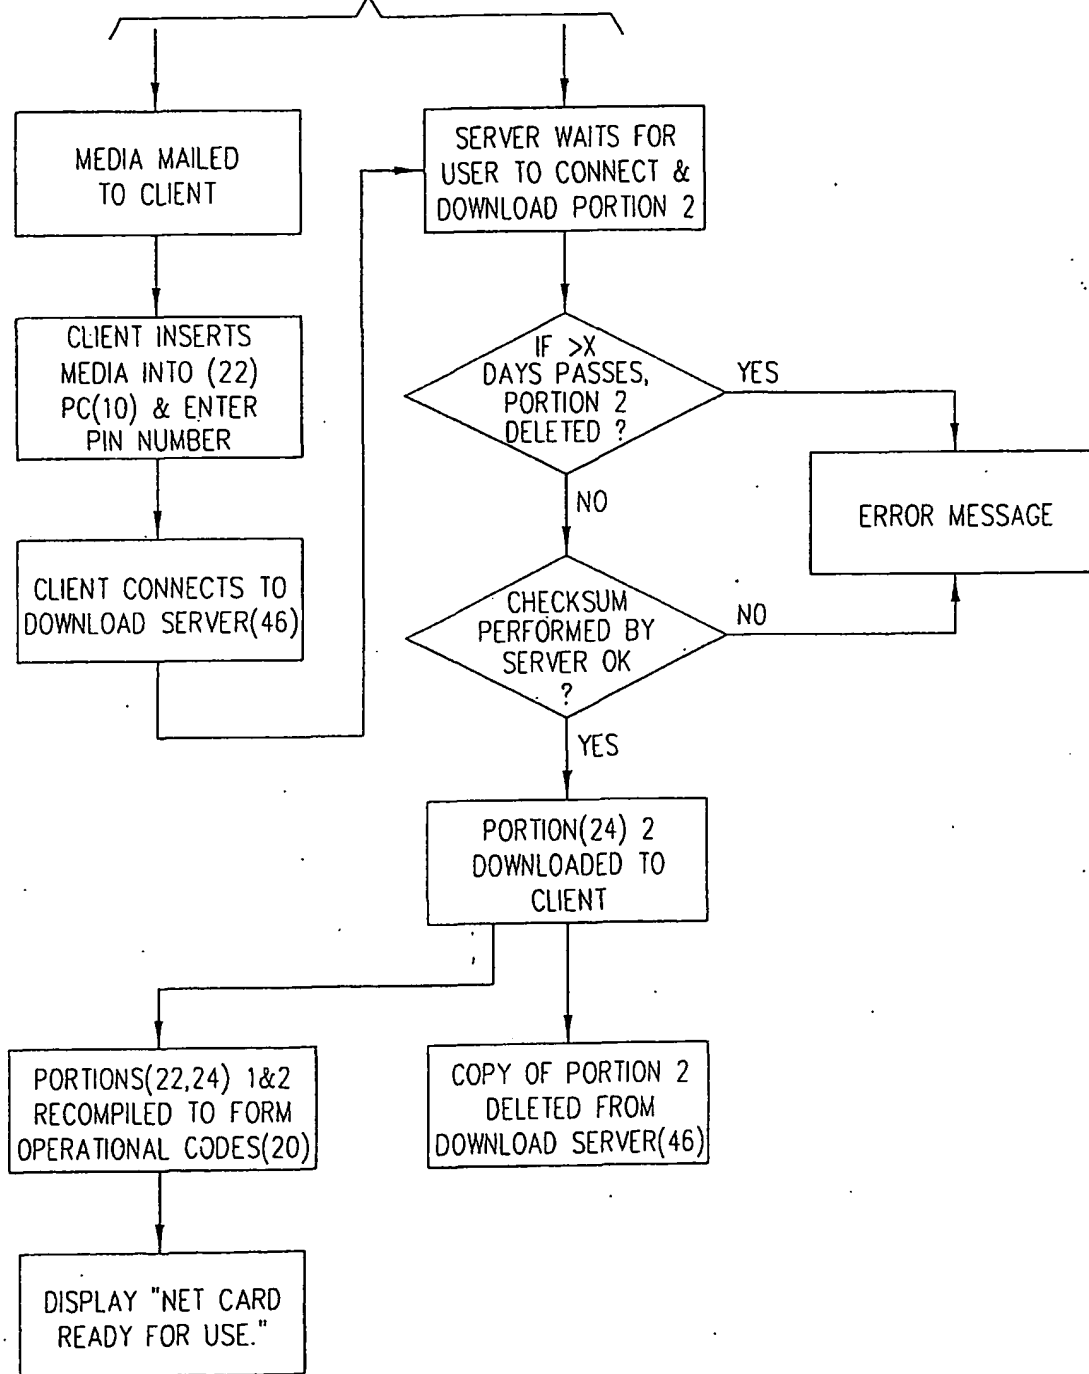 MEDIA MAILED
TO CLIENT
CLIENT INSERTS
MEDIA INTO (22)
PC(10) & ENTER
PIN NUMBER
CLIENT CONNECTS TO
DOWNLOAD SERVER(46)
SERVER WAITS FOR
USER TO CONNECT &
DOWNLOAD PORTION 2
IF >X
DAYS PASSES,
PORTION 2
DELETED ?
YES
NO
ERROR MESSAGE
CHECKSUM
PERFORMED BY
SERVER OK
?
NO
YES
PORTION(24) 2
DOWNLOADED TO
CLIENT
PORTIONS(22,24) 1&2
RECOMPILED TO FORM
OPERATIONAL CODES(20)
COPY OF PORTION 2
DELETED FROM
DOWNLOAD SERVER(46)
DISPLAY "NET CARD
READY FOR USE."